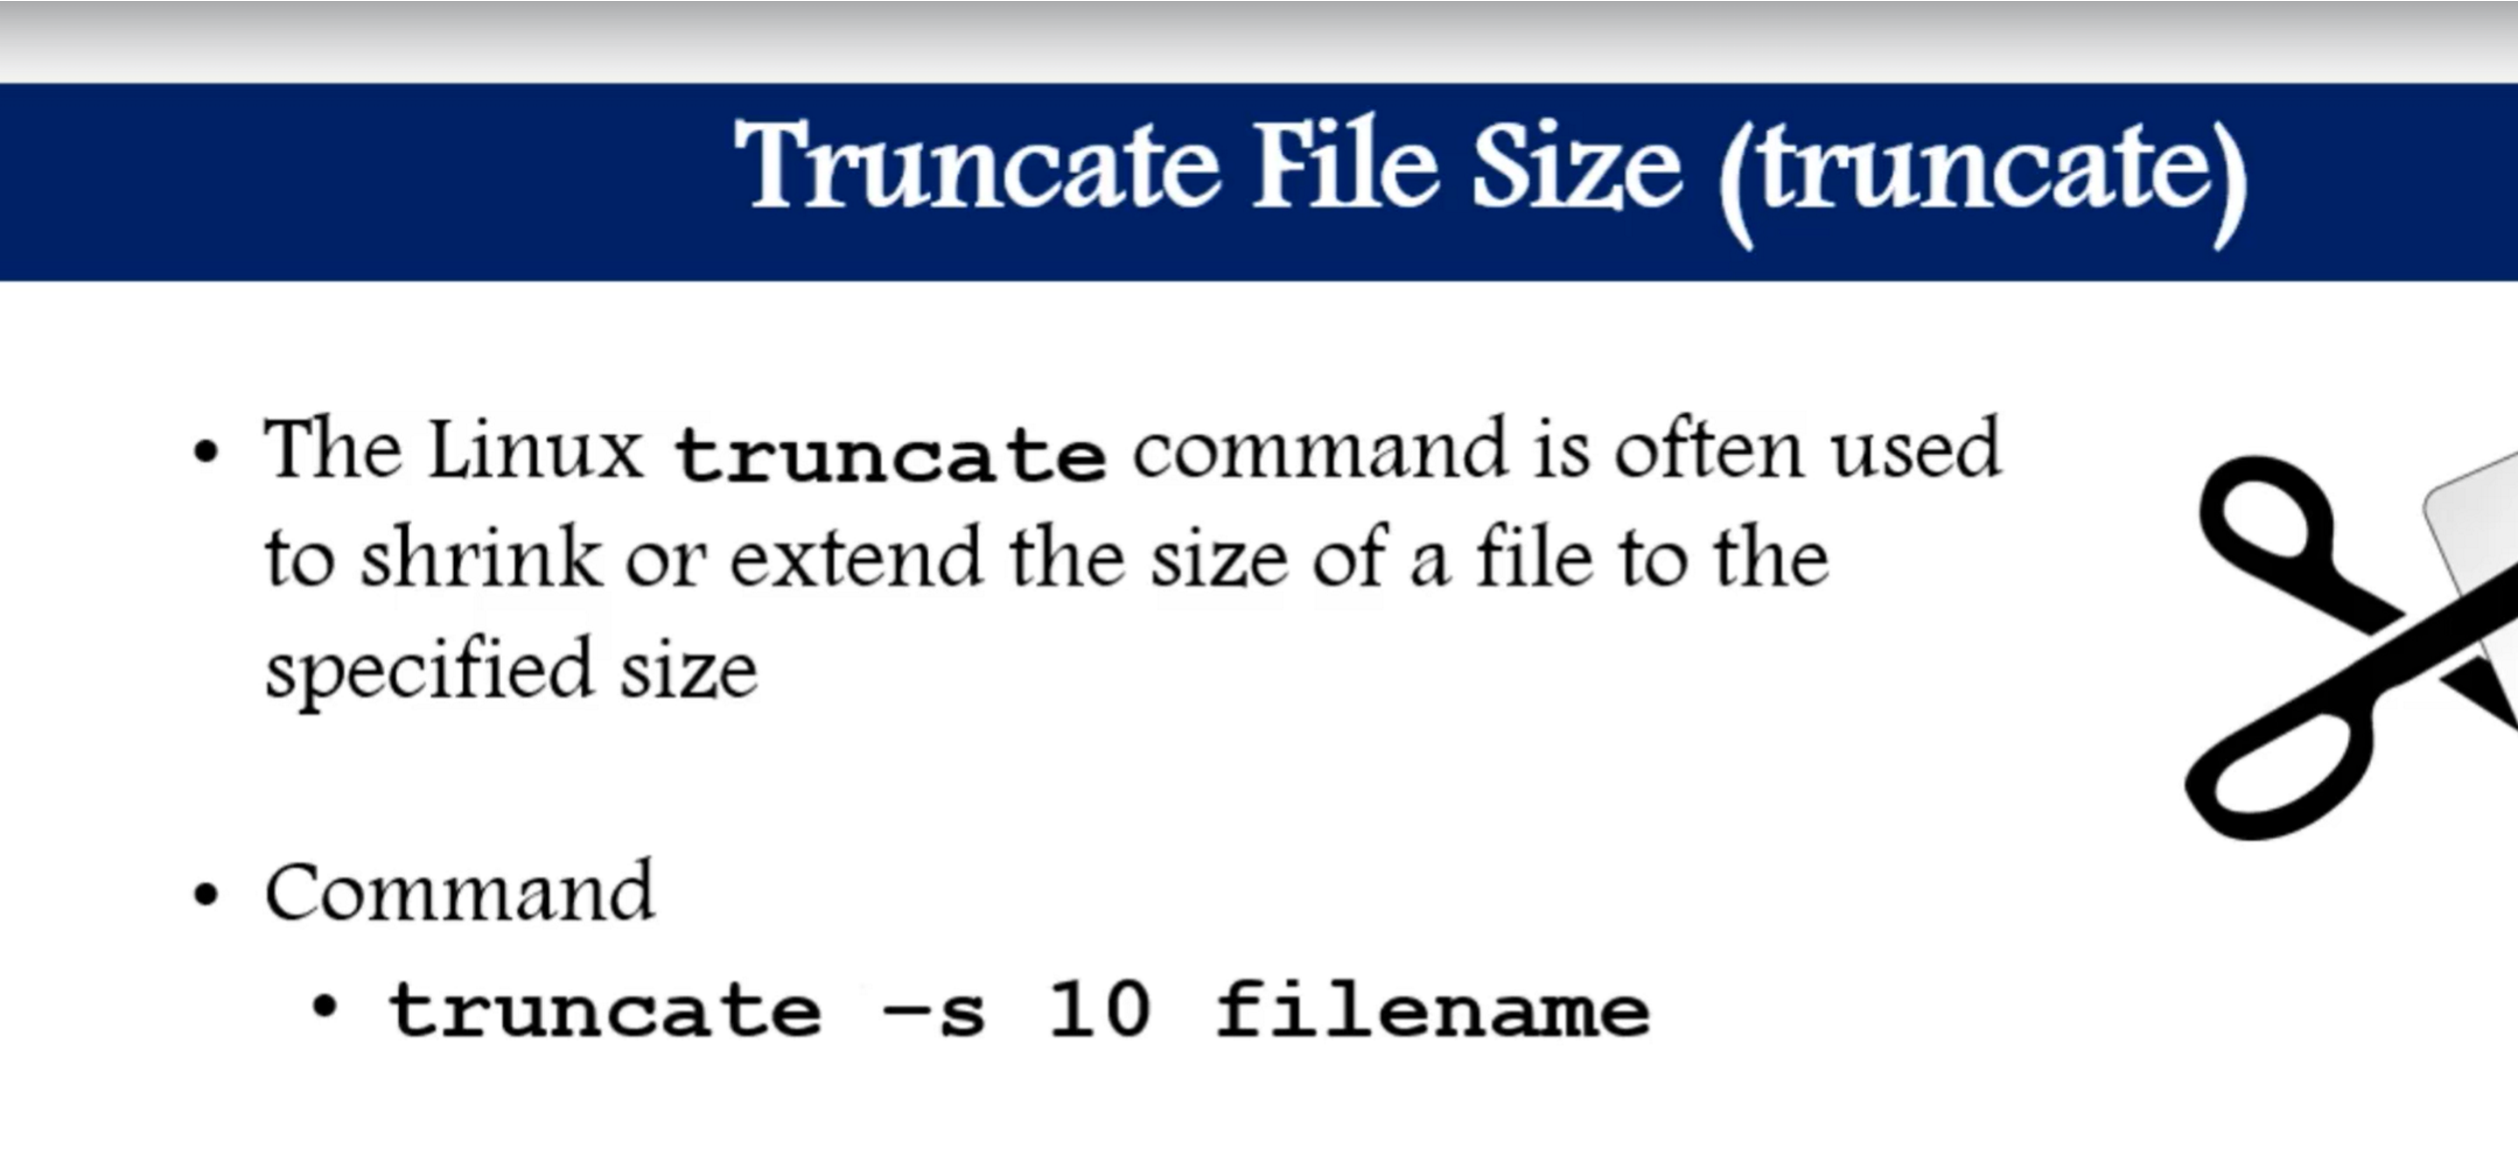 Truncate File Size (truncate)
• The Linux truncate command is often used
to shrink or extend the size of a file to the
specified size
• Command
• truncate –s 10 filename